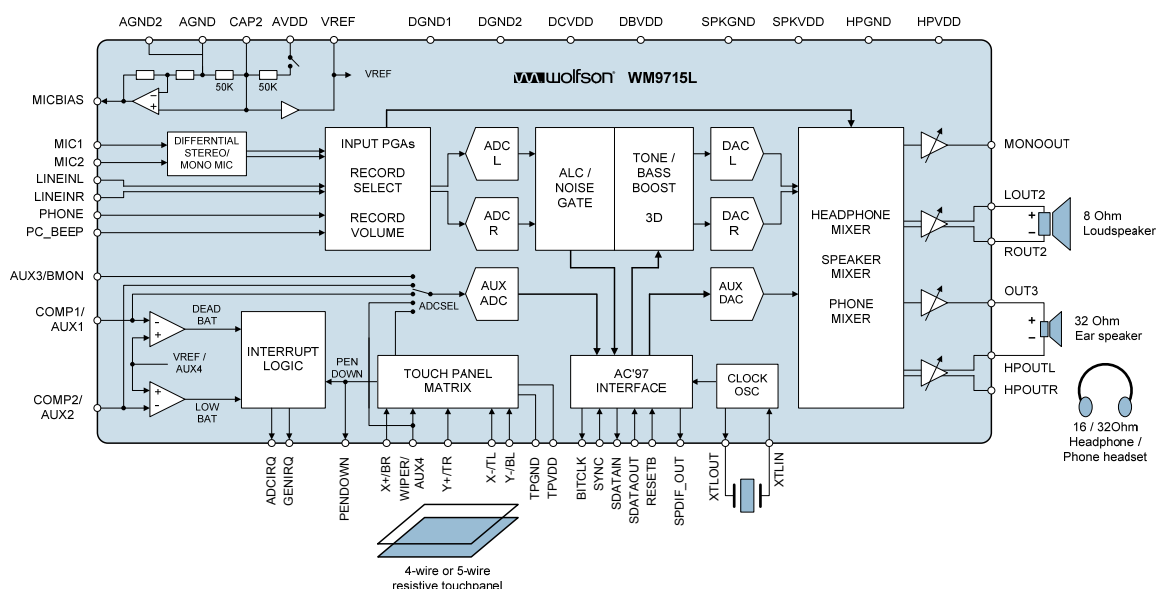 AGND2 AGND CAP2 AVDD VREF DGND1 DGND2 DCVDD DBVDD SPKGND SPKVDD HPGND HPVDD
wolfson WM9715L
VREF
50K 50K
MICBIAS
MIC1
MIC2
LINEINL
LINEINR
PHONE
PC_BEEP
AUX3/BMON
COMP1/
AUX1
COMP2/
AUX2
DIFFERNTIAL
STEREO/
MONO MIC
INPUT PGAs
RECORD
SELECT
RECORD
VOLUME
ADC
L
ADC
R
ALC /
NOISE
GATE
TONE /
BASS
BOOST
3D
DAC
L
DAC
R
HEADPHONE
MIXER
SPEAKER
MIXER
PHONE
MIXER
AUX
ADC
ADCSEL
AUX
DAC
DEAD
BAT
VREF /
AUX4
LOW
BAT
- +
+ -
- +
INTERRUPT
LOGIC
PEN
DOWN
TOUCH PANEL
MATRIX
AC'97
INTERFACE
CLOCK
OSC
MONOOUT
LOUT2
+
-
ROUT2
8 Ohm
Loudspeaker
OUT3
+
-
32 Ohm
Ear speaker
HPOUTL
HPOUTR
16 / 32Ohm
Headphone /
Phone headset
ADCIRQ
GENIRQ
PENDOWN
X+/BR
WIPER/
AUX4
Y+/TR
X-/TL
Y-/BL
TPGND
TPVDD
BITCLK
SYNC
SDATAIN
SDATAOUT
RESETB
SPDIF_OUT
XTLOUT
XTLIN
4-wire or 5-wire
resistive touchpanel